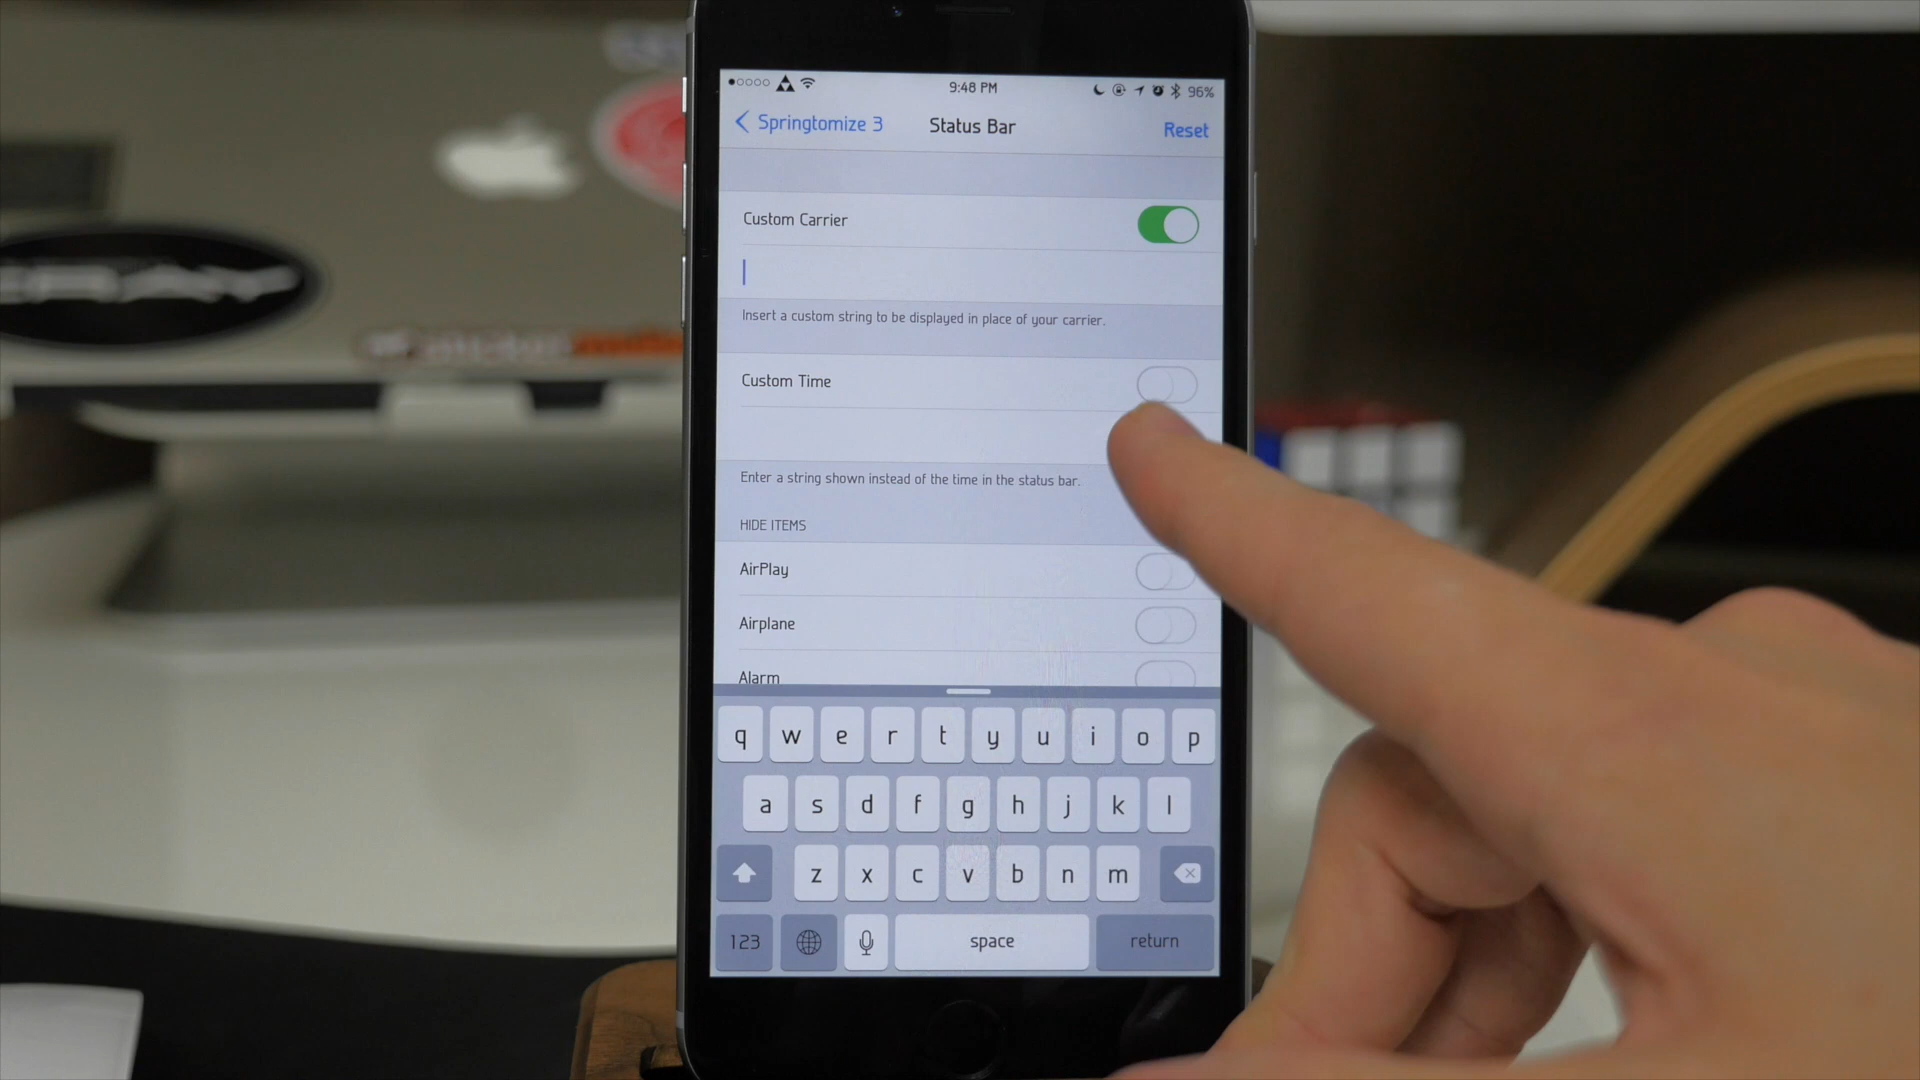 9:48 PM 96%
Springtomize 3 Status Bar Reset
Custom Carrier
Insert a custom string to be displayed in place of your carrier.
Custom Time
Enter a string shown instead of the time in the status bar.
HIDE ITEMS
AirPlay
Airplane
Alarm
q w e r t y u i o p
a s d f g h j k l
z x c v b n m
123 space return